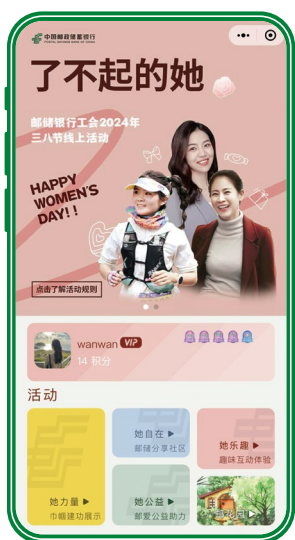 中国邮政储蓄银行
POSTAL SAVINGS BANK OF CHINA
了不起的她
邮储银行工会2024年
三八节线上活动
HAPPY
WOMEN'S
DAY!!
点击了解活动规则
wanwan VIP
14 积分
活动
她自在
邮储分享社区
她乐趣
趣味互动体验
她力量
巾帼建功展示
她公益
邮爱公益助力